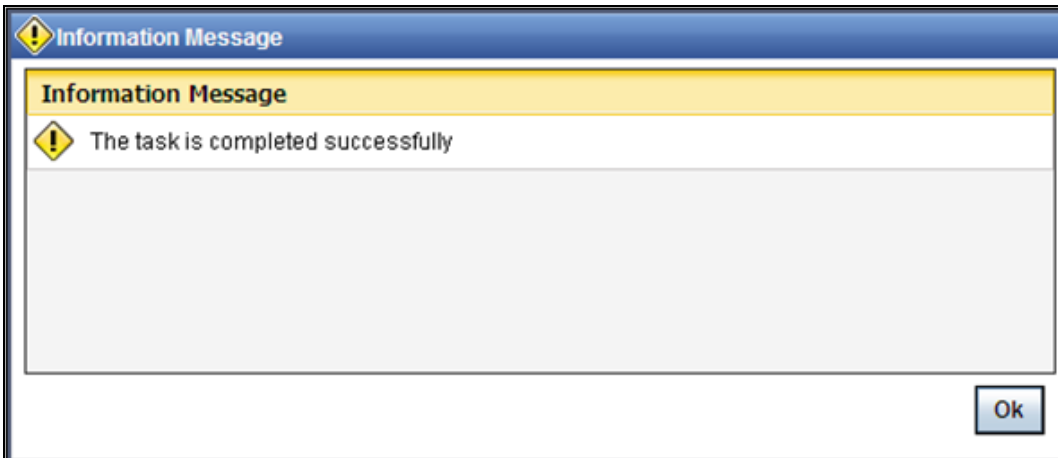 Information Message
Information Message
The task is completed successfully
Ok